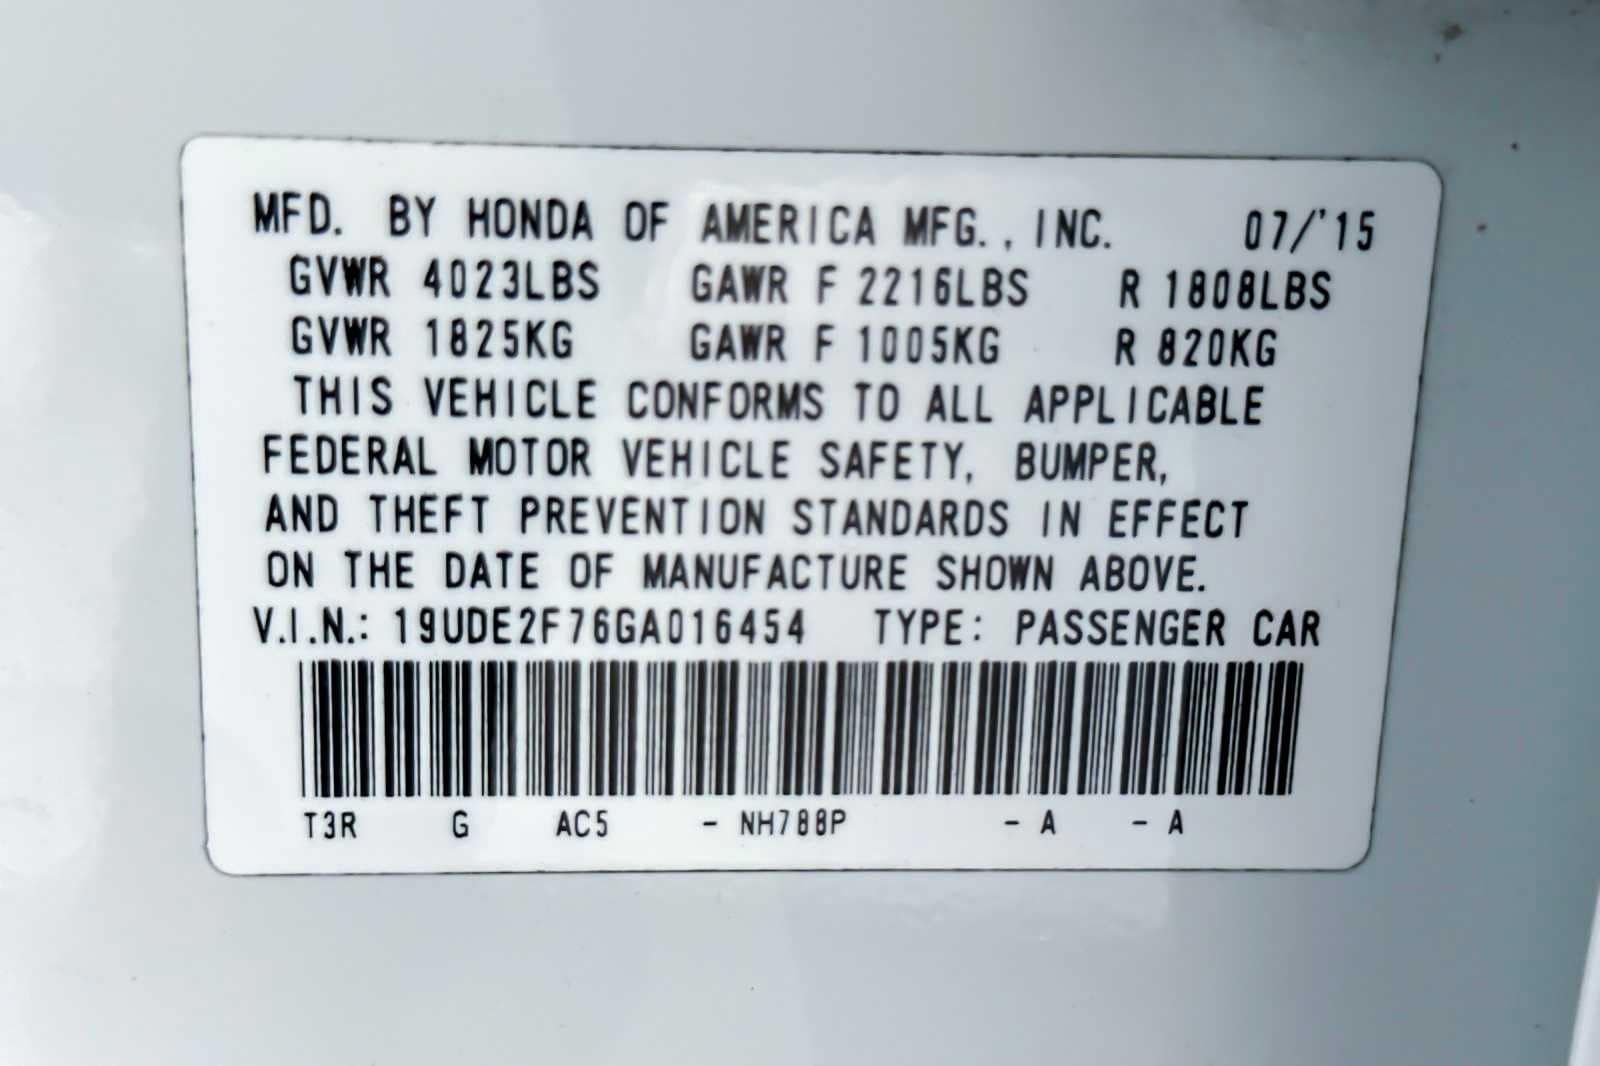 MFD. BY HONDA OF AMERICA MFG., INC. 07/'15
GVWR 4023LBS GAWR F 2216LBS R 1808LBS
GVWR 1825KG GAWR F 1005KG R 820KG
THIS VEHICLE CONFORMS TO ALL APPLICABLE
FEDERAL MOTOR VEHICLE SAFETY, BUMPER,
AND THEFT PREVENTION STANDARDS IN EFFECT
ON THE DATE OF MANUFACTURE SHOWN ABOVE.
V.I.N.: 19UDE2F76GA016454 TYPE: PASSENGER CAR
T3R G AC5 - NH788P - A - A